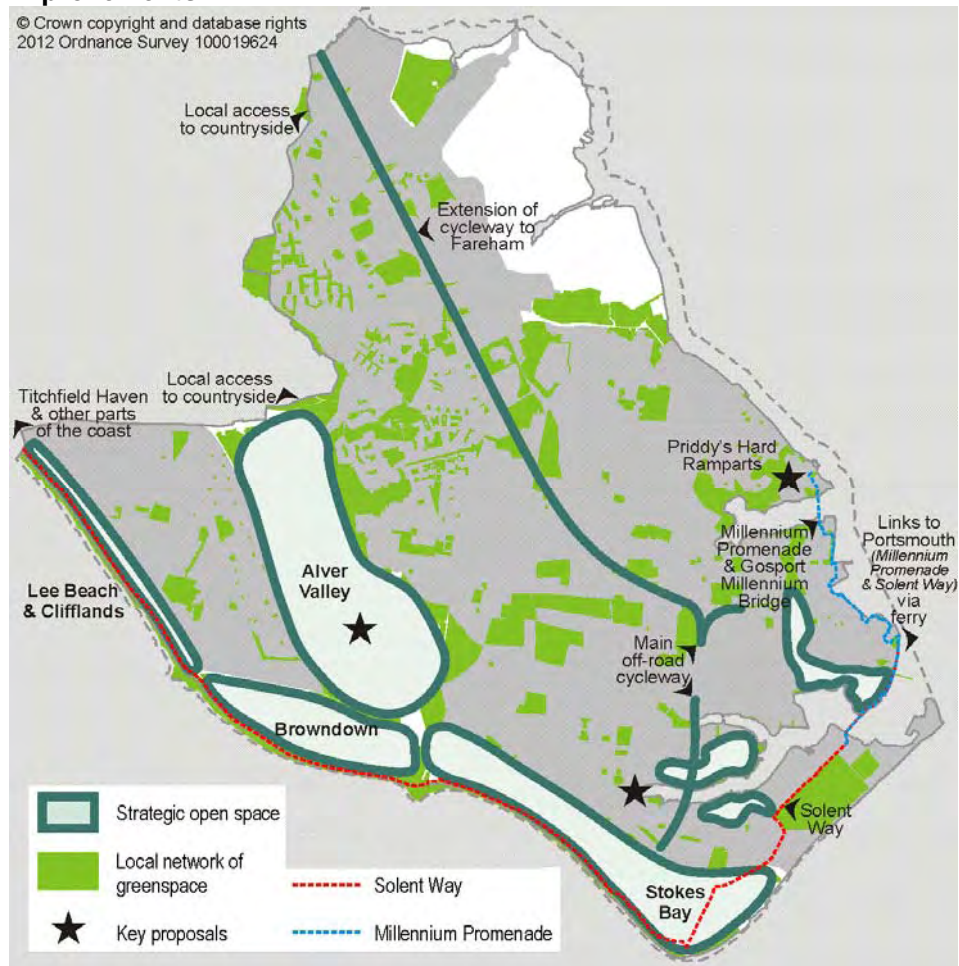 © Crown copyright and database rights
2012 Ordnance Survey 100019624
Local access
to countryside
Extension of
cycleway to
Fareham
Local access
to countryside
Titchfield Haven
& other parts
of the coast
Priddy's Hard
Ramparts
Millennium
Promenade
& Gosport
Millennium
Bridge
Links to
Portsmouth
(Millennium
Promenade
& Solent Way)
via
ferry
Lee Beach
& Clifflands
Alver
Valley
Main
off-road
cycleway
Browndown
Solent
Way
Stokes
Bay
Strategic open space
Local network of
greenspace
Key proposals
Solent Way
Millennium Promenade